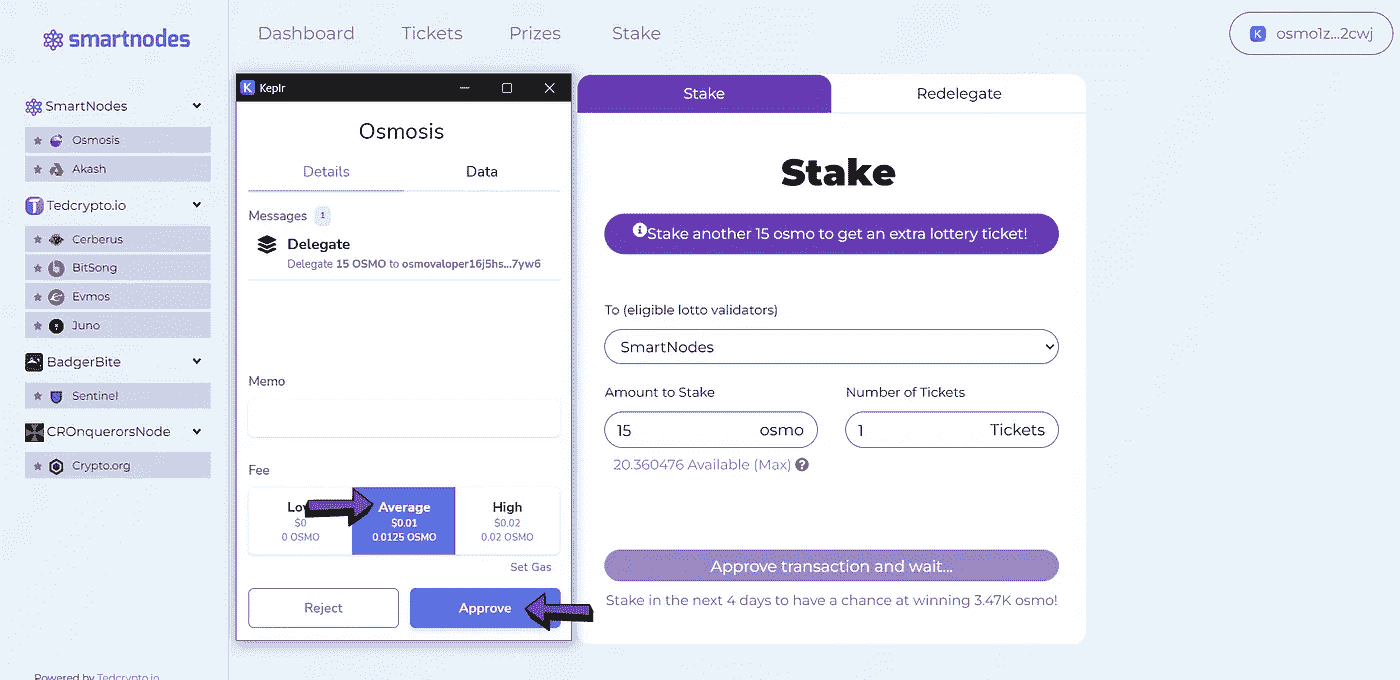 smartnodes
Dashboard Tickets Prizes Stake
K osmo1z...2cwj
SmartNodes
Osmosis
Akash
Tedcrypto.io
Cerberus
BitSong
Evmos
Juno
BadgerBite
Sentinel
CROnquerorsNode
Crypto.org
Powered by Tedcrypto.io
K Keplr
Osmosis
Details Data
Messages 1
Delegate
Delegate 15 OSMO to osmovaloper16j5hs...7yw6
Memo
Fee
Average High
$0 $0.01 $0.02
0 OSMO 0.0125 OSMO 0.02 OSMO
Set Gas
Reject Approve
Stake Redelegate
Stake
Stake another 15 osmo to get an extra lottery ticket!
To (eligible lotto validators)
SmartNodes
Amount to Stake Number of Tickets
15 osmo 1 Tickets
20.360476 Available (Max) ?
Approve transaction and wait...
Stake in the next 4 days to have a chance at winning 3.47K osmo!